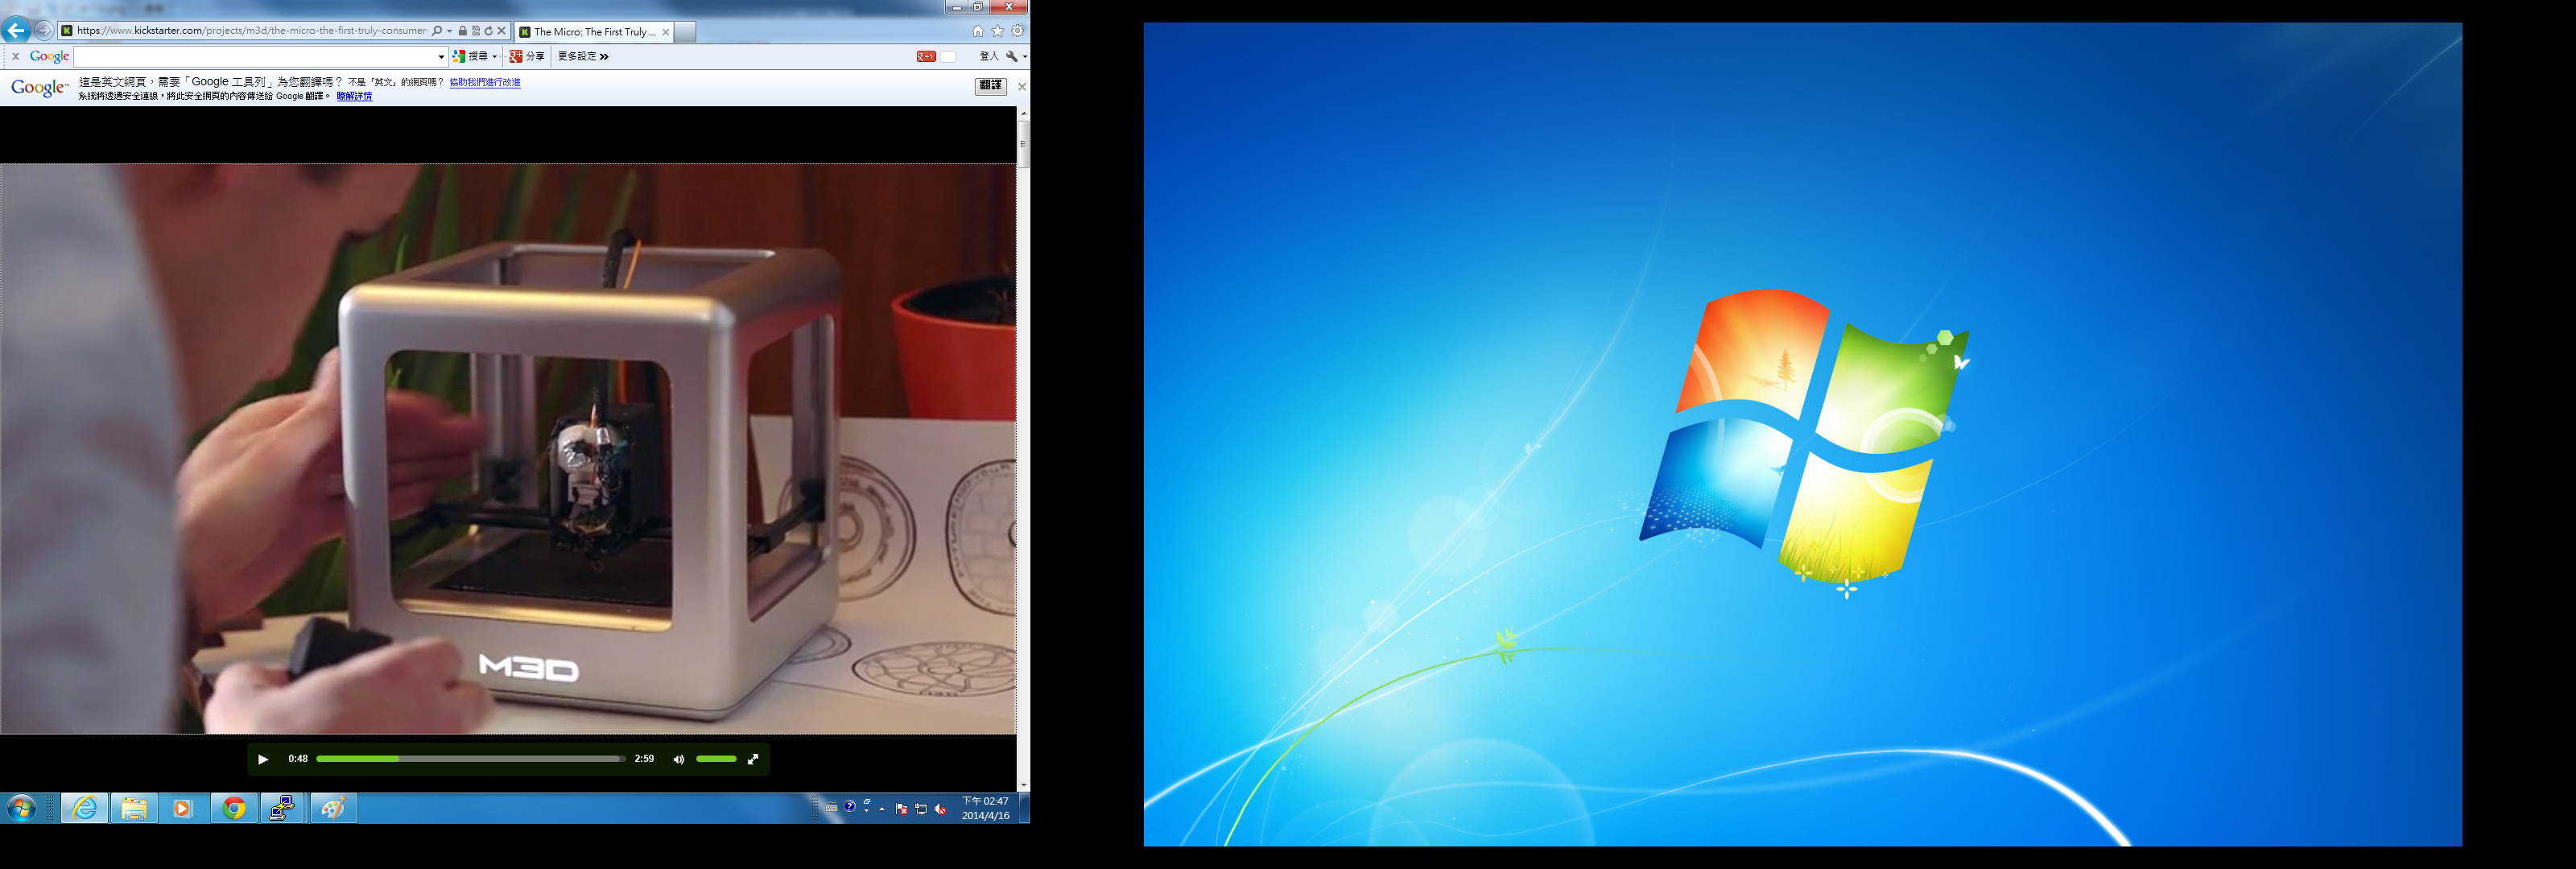 https://www.kickstarter.com/projects/m3d/the-micro-the-first-truly-consumer-
The Micro: The First Truly ...
Google
搜尋
分享
更多設定
+1
登入
Google
這是英文網頁，需要「Google 工具列」為您翻譯嗎？ 不是「英文」的網頁嗎？ 協助我們進行改進
系統將透過安全連線，將此安全網頁的內容傳送給 Google 翻譯。 瞭解詳情
翻譯
M3D
0:48
2:59
下午 02:47
2014/4/16